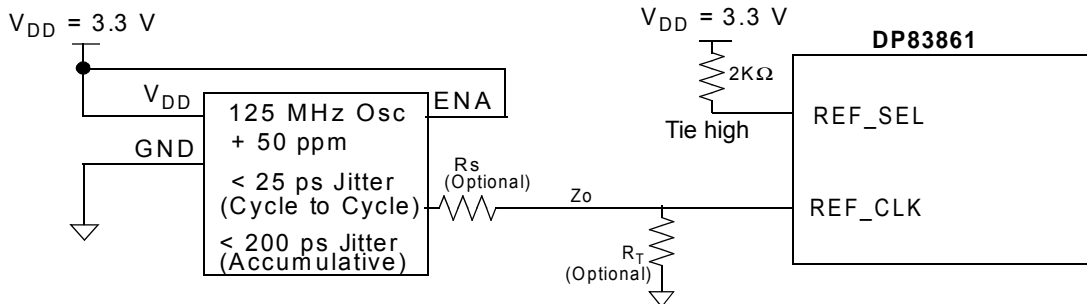 V_DD = 3.3 V
V_DD
GND
ENA
125 MHz Osc
+ 50 ppm
< 25 ps Jitter
(Cycle to Cycle)
< 200 ps Jitter
(Accumulative)
Rs
(Optional)
Zo
R_T
(Optional)
V_DD = 3.3 V
2KΩ
Tie high
DP83861
REF_SEL
REF_CLK